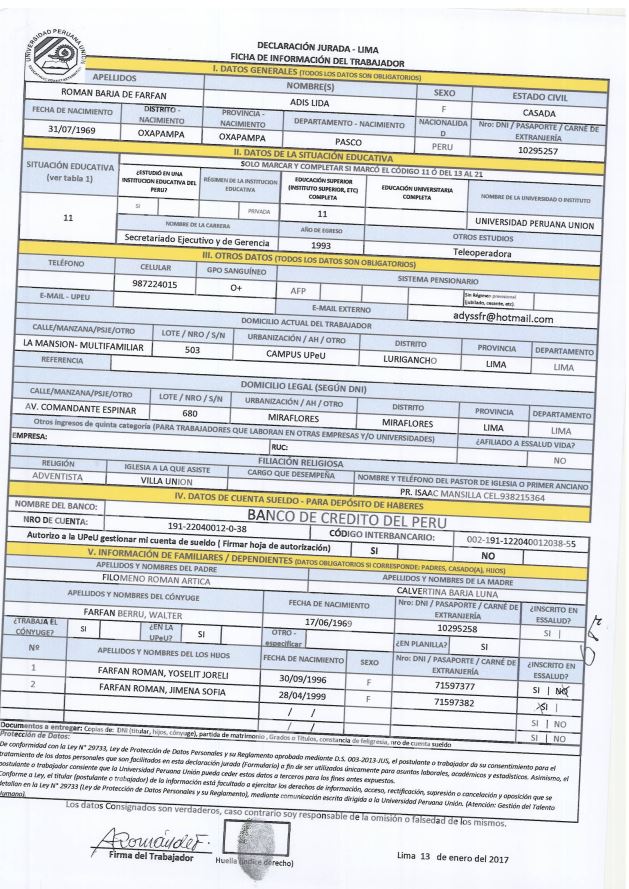 UNIVERSIDAD PERUANA UNION
DECLARACIÓN JURADA - LIMA
FICHA DE INFORMACIÓN DEL TRABAJADOR
I. DATOS GENERALES (TODOS LOS DATOS SON OBLIGATORIOS)
APELLIDOS NOMBRE(S) SEXO ESTADO CIVIL
ROMAN BARJA DE FARFAN ADIS LIDA F CASADA
FECHA DE NACIMIENTO DISTRITO - NACIMIENTO PROVINCIA - NACIMIENTO DEPARTAMENTO - NACIMIENTO NACIONALIDAD Nro: DNI / PASAPORTE / CARNÉ DE EXTRANJERÍA
31/07/1969 OXAPAMPA OXAPAMPA PASCO PERU 10295257
II. DATOS DE LA SITUACIÓN EDUCATIVA
SOLO MARCAR Y COMPLETAR SI MARCÓ EL CÓDIGO 11 Ó DEL 13 AL 21
SITUACIÓN EDUCATIVA (ver tabla 1) ¿ESTUDIÓ EN UNA INSTITUCION EDUCATIVA DEL PERU? RÉGIMEN DE LA INSTITUCION EDUCATIVA EDUCACIÓN SUPERIOR (INSTITUTO SUPERIOR, ETC) COMPLETA EDUCACIÓN UNIVERSITARIA COMPLETA NOMBRE DE LA UNIVERSIDAD O INSTITUTO
11 SI PRIVADA 11 UNIVERSIDAD PERUANA UNION
NOMBRE DE LA CARRERA AÑO DE EGRESO OTROS ESTUDIOS
Secretariado Ejecutivo y de Gerencia 1993 Teleoperadora
III. OTROS DATOS (TODOS LOS DATOS SON OBLIGATORIOS)
TELÉFONO CELULAR GPO SANGUÍNEO SISTEMA PENSIONARIO
987224015 O+ AFP Sin Régimen provisional (jubilado, cesante, etc).
E-MAIL - UPEU E-MAIL EXTERNO adyssfr@hotmail.com
DOMICILIO ACTUAL DEL TRABAJADOR
CALLE/MANZANA/PSJE/OTRO LOTE / NRO / S/N URBANIZACIÓN / AH / OTRO DISTRITO PROVINCIA DEPARTAMENTO
LA MANSION- MULTIFAMILIAR 503 CAMPUS UPeU LURIGANCHO LIMA LIMA
REFERENCIA
DOMICILIO LEGAL (SEGÚN DNI)
CALLE/MANZANA/PSJE/OTRO LOTE / NRO / S/N URBANIZACIÓN / AH / OTRO DISTRITO PROVINCIA DEPARTAMENTO
AV. COMANDANTE ESPINAR 680 MIRAFLORES MIRAFLORES LIMA LIMA
Otros ingresos de quinta categoría (PARA TRABAJADORES QUE LABORAN EN OTRAS EMPRESAS Y/O UNIVERSIDADES) ¿AFILIADO A ESSALUD VIDA?
EMPRESA: RUC: NO
FILIACIÓN RELIGIOSA
RELIGIÓN IGLESIA A LA QUE ASISTE CARGO QUE DESEMPEÑA NOMBRE Y TELÉFONO DEL PASTOR DE IGLESIA O PRIMER ANCIANO
ADVENTISTA VILLA UNION PR. ISAAC MANSILLA CEL.938215364
IV. DATOS DE CUENTA SUELDO - PARA DEPÓSITO DE HABERES
NOMBRE DEL BANCO: BANCO DE CREDITO DEL PERU
NRO DE CUENTA: 191-22040012-0-38 CÓDIGO INTERBANCARIO: 002-191-122040012038-55
Autorizo a la UPeU gestionar mi cuenta de sueldo ( Firmar hoja de autorización) SI NO
V. INFORMACIÓN DE FAMILIARES / DEPENDIENTES (DATOS OBLIGATORIOS SI CORRESPONDE: PADRES, CASADO(A), HIJOS)
APELLIDOS Y NOMBRES DEL PADRE APELLIDOS Y NOMBRES DE LA MADRE
FILOMENO ROMAN ARTICA CALVERTINA BARJA LUNA
APELLIDOS Y NOMBRES DEL CÓNYUGE FECHA DE NACIMIENTO Nro: DNI / PASAPORTE / CARNÉ DE EXTRANJERÍA ¿INSCRITO EN ESSALUD?
FARFAN BERRU, WALTER 17/06/1969 10295258 SI |
¿TRABAJA EL CÓNYUGE? SI ¿EN LA UPeU? SI OTRO - especificar ¿EN PLANILLA? SI
Nº APELLIDOS Y NOMBRES DE LOS HIJOS FECHA DE NACIMIENTO SEXO Nro: DNI / PASAPORTE / CARNÉ DE EXTRANJERÍA ¿INSCRITO EN ESSALUD?
1 FARFAN ROMAN, YOSELIT JORELI 30/09/1996 F 71597377 SI | NO
2 FARFAN ROMAN, JIMENA SOFIA 28/04/1999 F 71597382 SI |
/ / SI | NO
/ / SI | NO
Documentos a entregar: Copias de: DNI (titular, hijos, cónyuge), partida de matrimonio, Grados o Títulos, constancia de feligresia, nro de cuenta sueldo
Protección de Datos:
De conformidad con la Ley N° 29733, Ley de Protección de Datos Personales y su Reglamento aprobado mediante D.S. 003-2013-JUS, el postulante o trabajador da su consentimiento para el
tratamiento de los datos personales que son facilitados en esta declaración jurada (Formulario) a fin de ser utilizados únicamente para asuntos laborales, académicos y estadísticos. Asimismo, el
postulante o trabajador consiente que la Universidad Peruana Unión pueda ceder estos datos a terceros para los fines antes expuestos.
Conforme a Ley, el titular (postulante o trabajador) de la información está facultado a ejercitar los derechos de información, acceso, rectificación, supresión o cancelación y oposición que se
detallan en la Ley N° 29733 (Ley de Protección de Datos Personales y su Reglamento), mediante comunicación escrita dirigida a la Universidad Peruana Unión. (Atención: Gestión del Talento
Humano).
Los datos Consignados son verdaderos, caso contrario soy responsable de la omisión o falsedad de los mismos.
Firma del Trabajador Huella (índice derecho) Lima 13 de enero del 2017